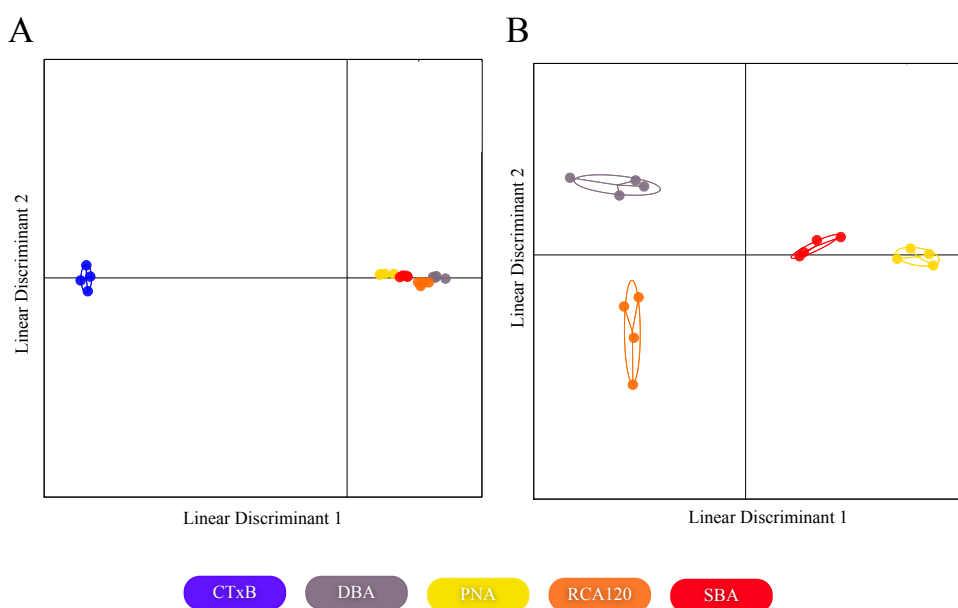 A
B
Linear Discriminant 2
Linear Discriminant 1
Linear Discriminant 2
Linear Discriminant 1
CTxB
DBA
PNA
RCA120
SBA